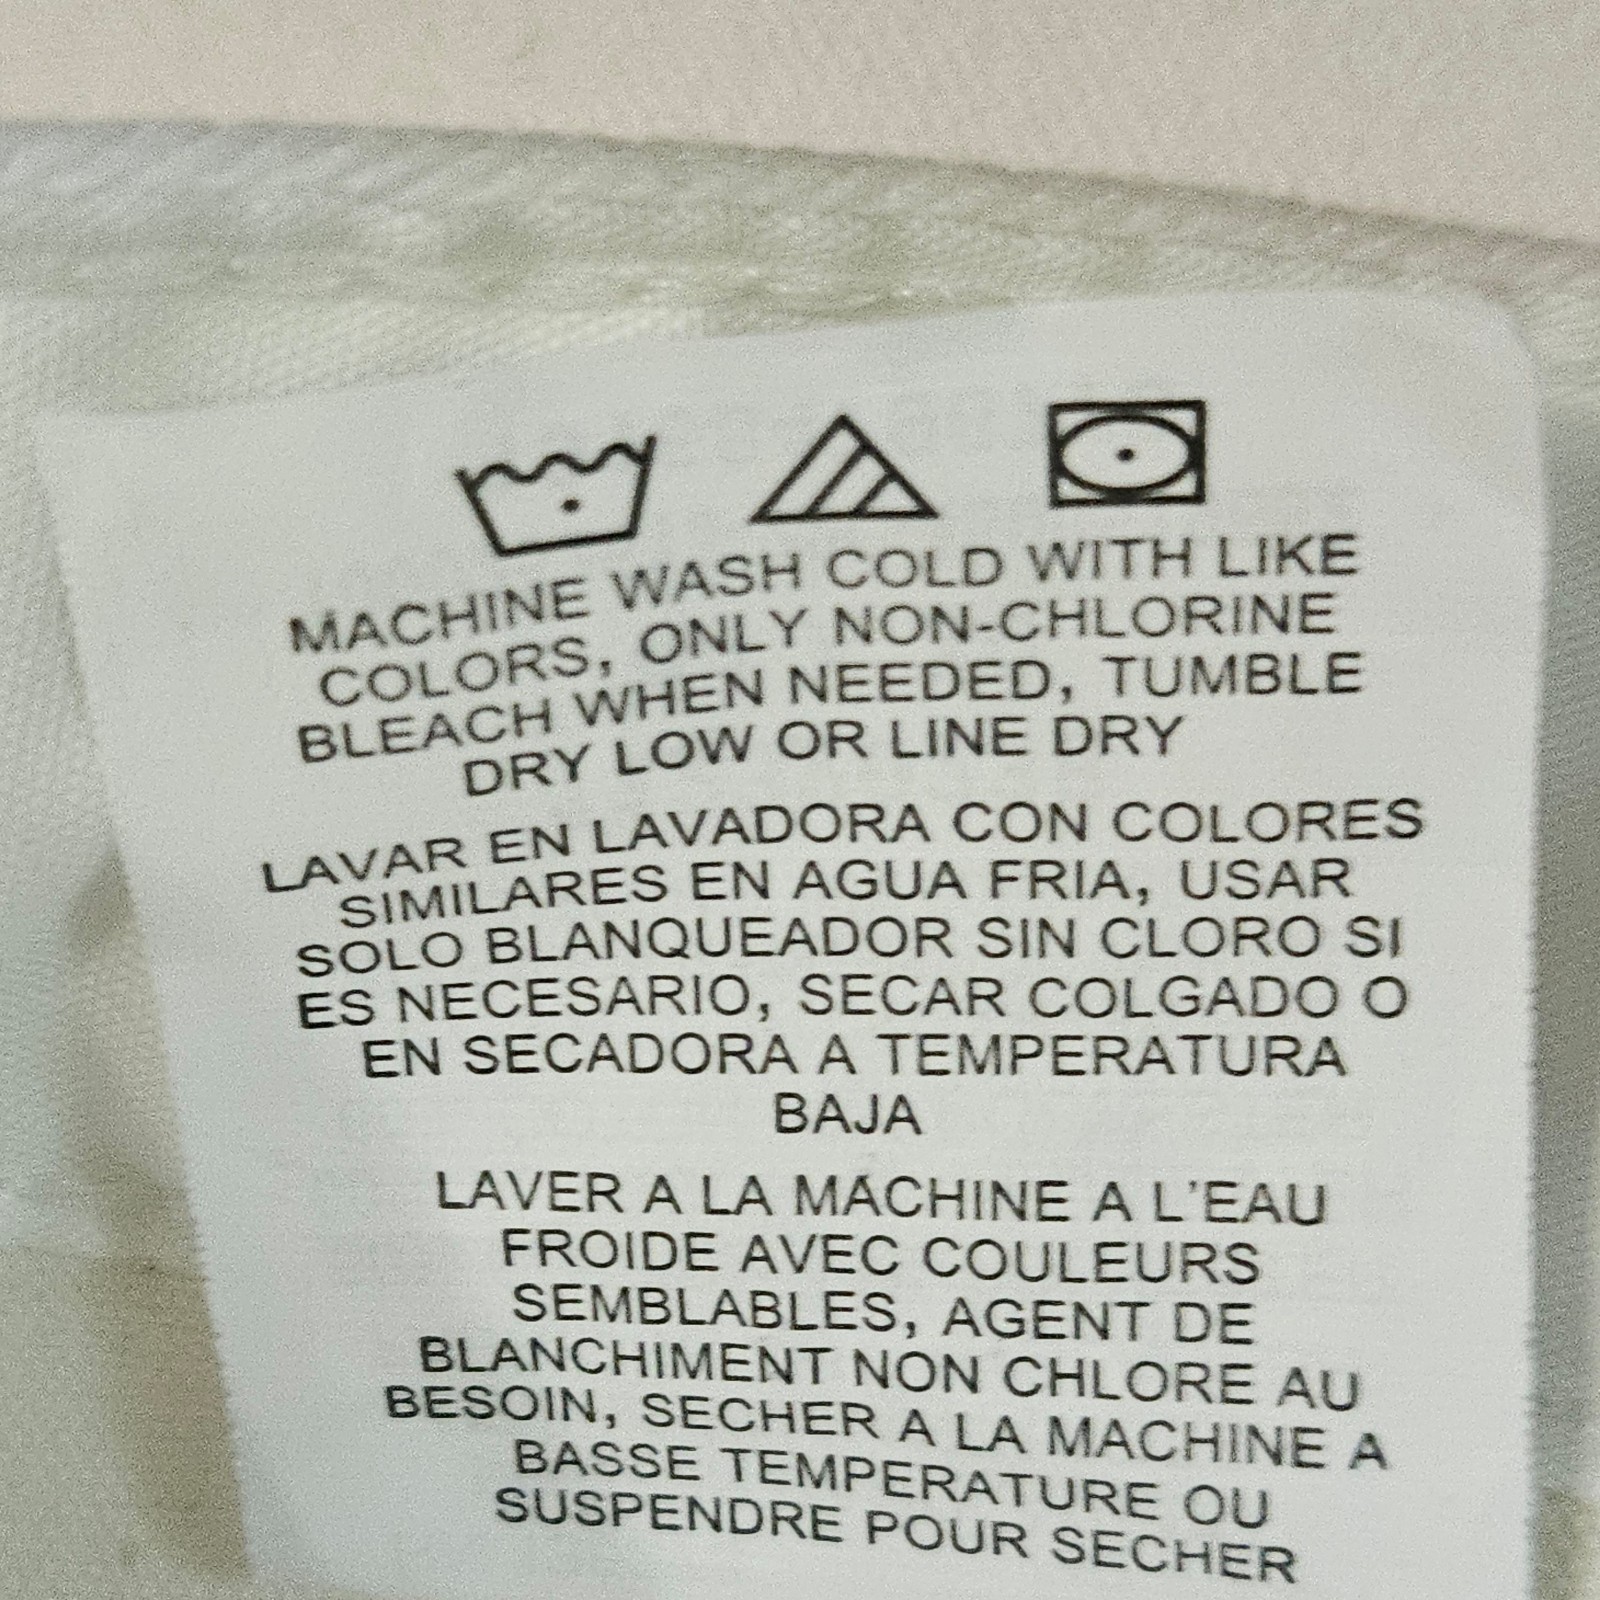 MACHINE WASH COLD WITH LIKE
COLORS, ONLY NON-CHLORINE
BLEACH WHEN NEEDED, TUMBLE
DRY LOW OR LINE DRY
LAVAR EN LAVADORA CON COLORES
SIMILARES EN AGUA FRIA, USAR
SOLO BLANQUEADOR SIN CLORO SI
ES NECESARIO, SECAR COLGADO O
EN SECADORA A TEMPERATURA
BAJA
LAVER A LA MACHINE A L'EAU
FROIDE AVEC COULEURS
SEMBLABLES, AGENT DE
BLANCHIMENT NON CHLORE AU
BESOIN, SECHER A LA MACHINE A
BASSE TEMPERATURE OU
SUSPENDRE POUR SECHER